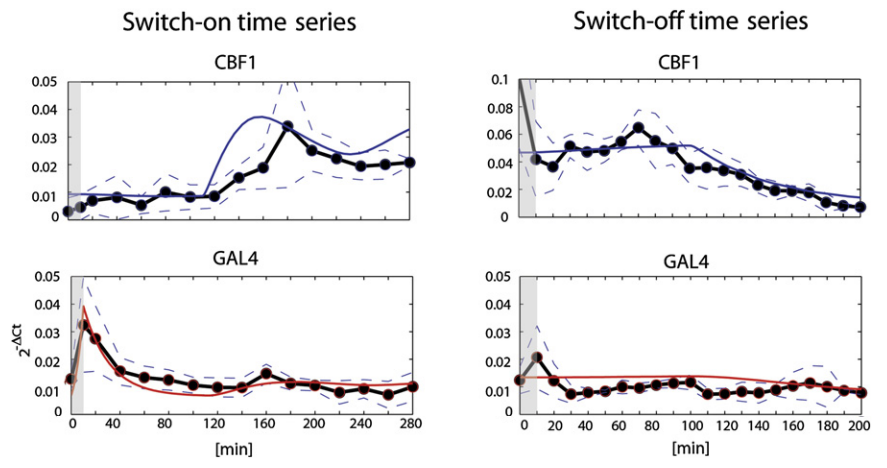 Switch-on time series
Switch-off time series
CBF1
0.05
0.04
0.03
0.02
0.01
0
CBF1
0.1
0.08
0.06
0.04
0.02
0
GAL4
0.05
0.04
0.03
0.02
0.01
0
2^-ΔCt
0 40 80 120 160 200 240 280
[min]
GAL4
0.05
0.04
0.03
0.02
0.01
0
0 20 40 60 80 100 120 140 160 180 200
[min]